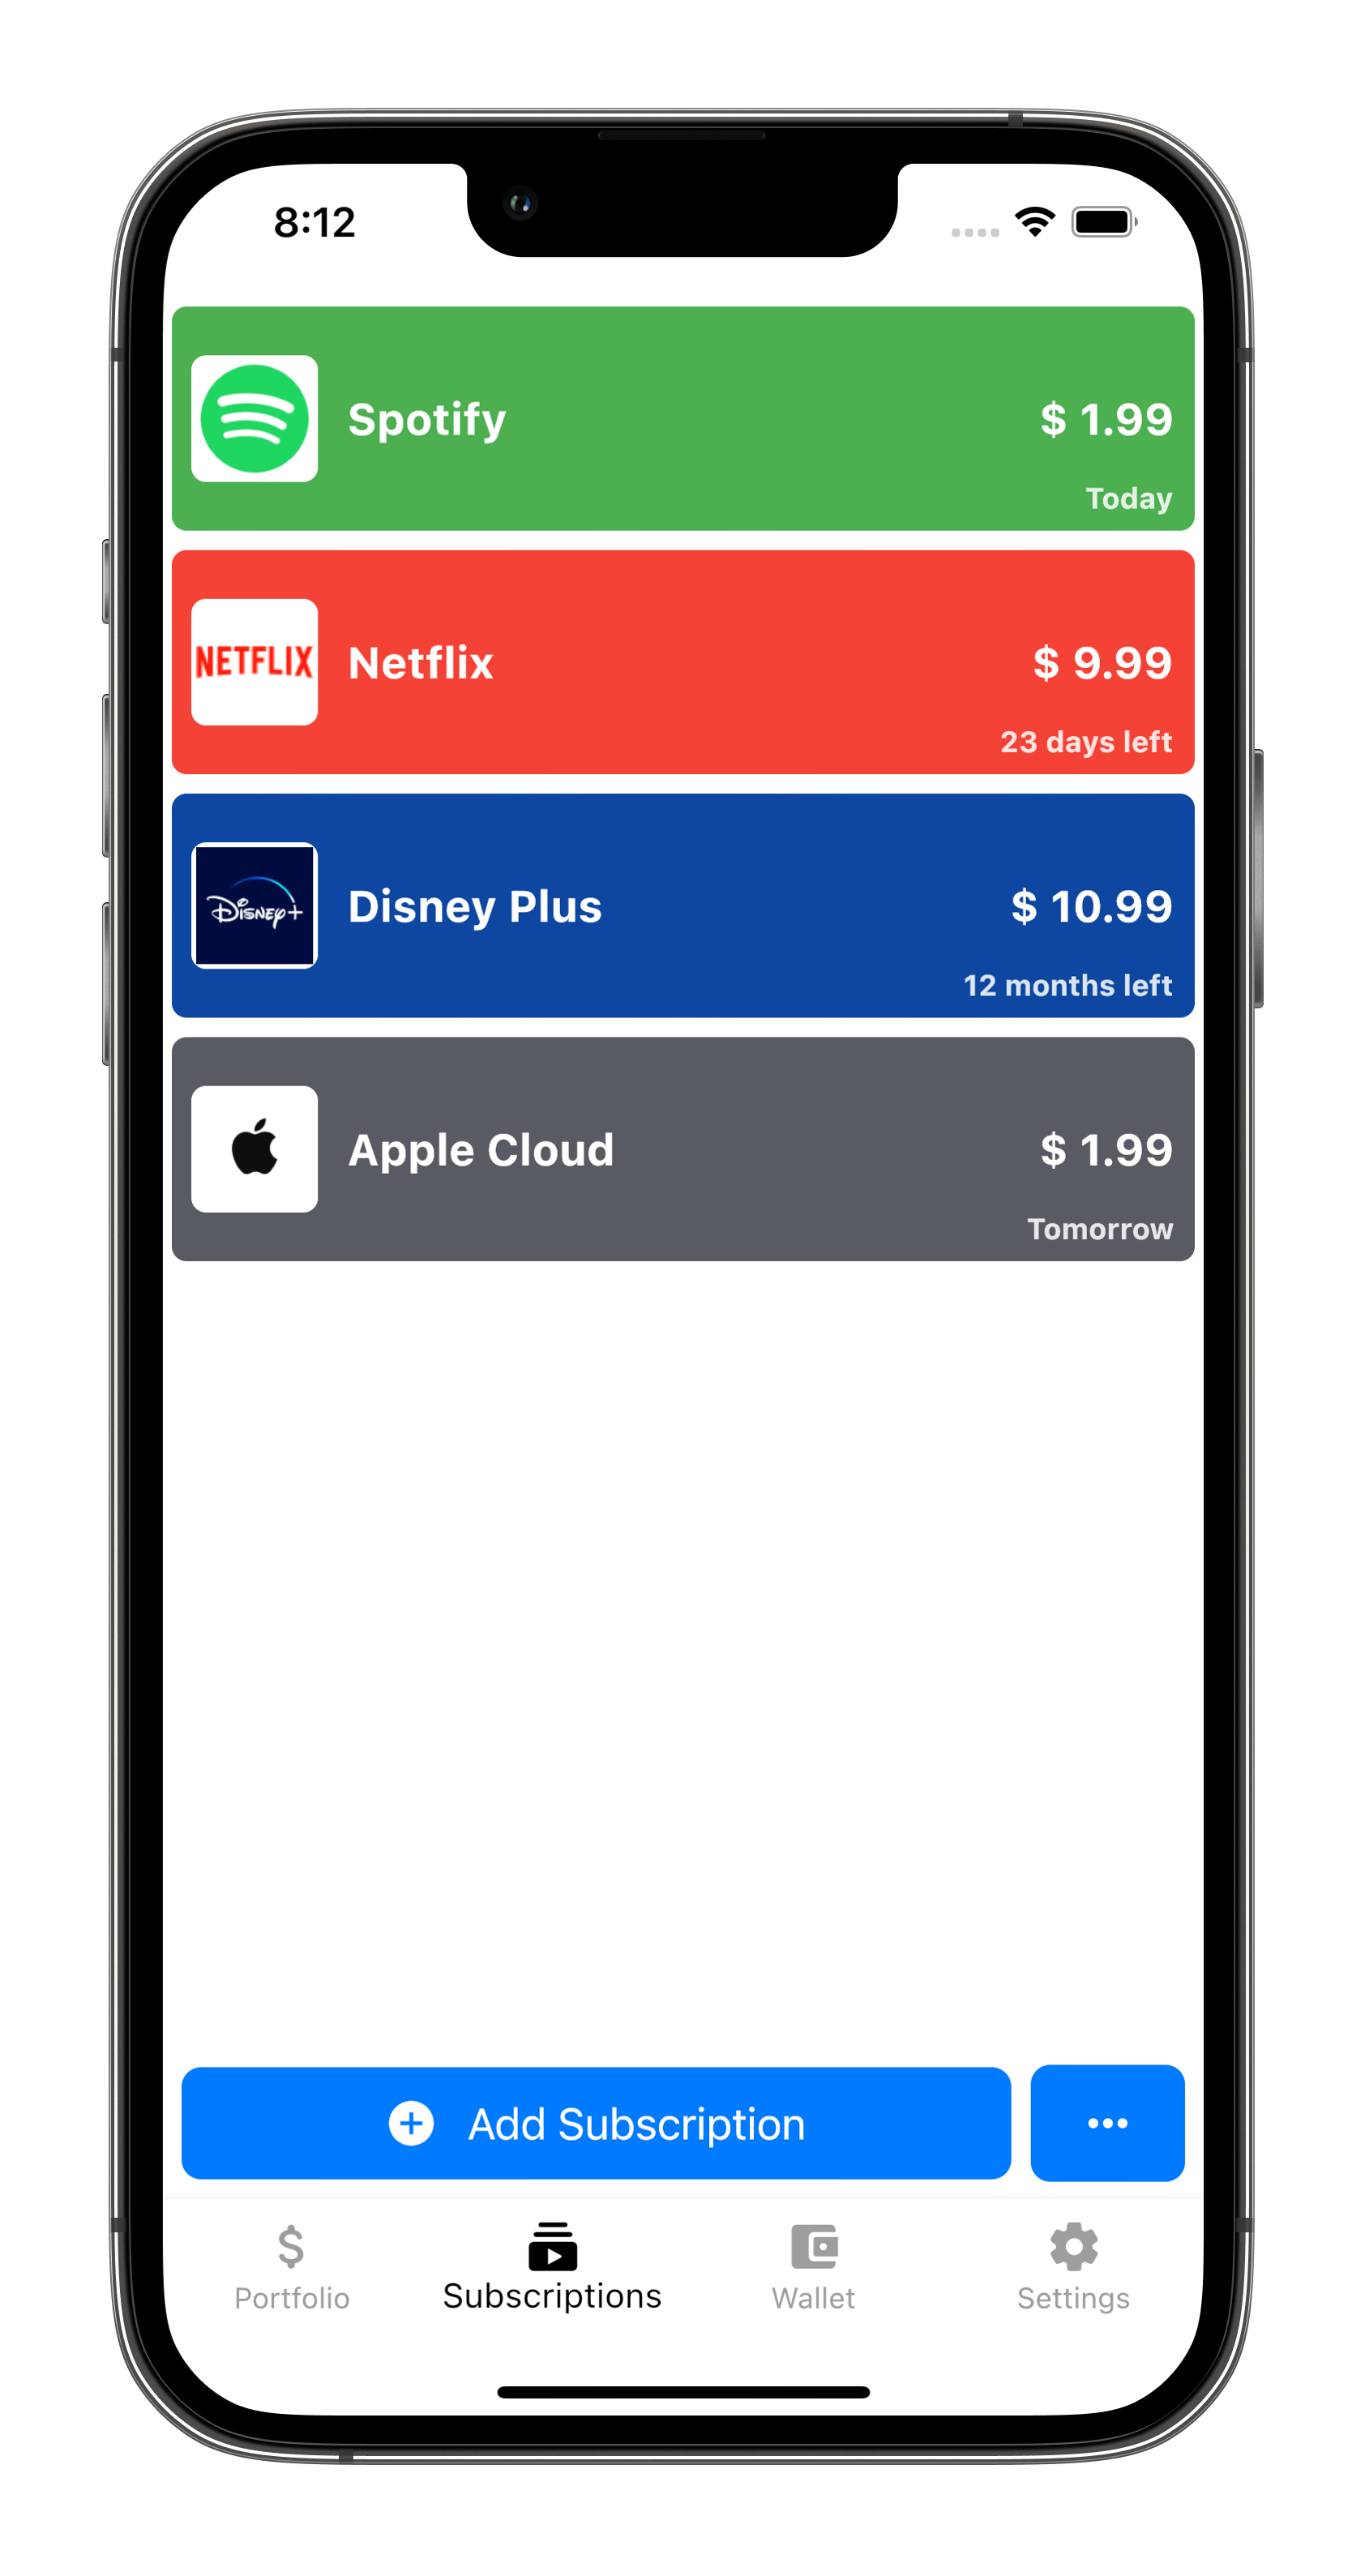 8:12
Spotify
$ 1.99
Today
NETFLIX
Netflix
$ 9.99
23 days left
Disney+
Disney Plus
$ 10.99
12 months left
Apple Cloud
$ 1.99
Tomorrow
Add Subscription
Portfolio
Subscriptions
Wallet
Settings